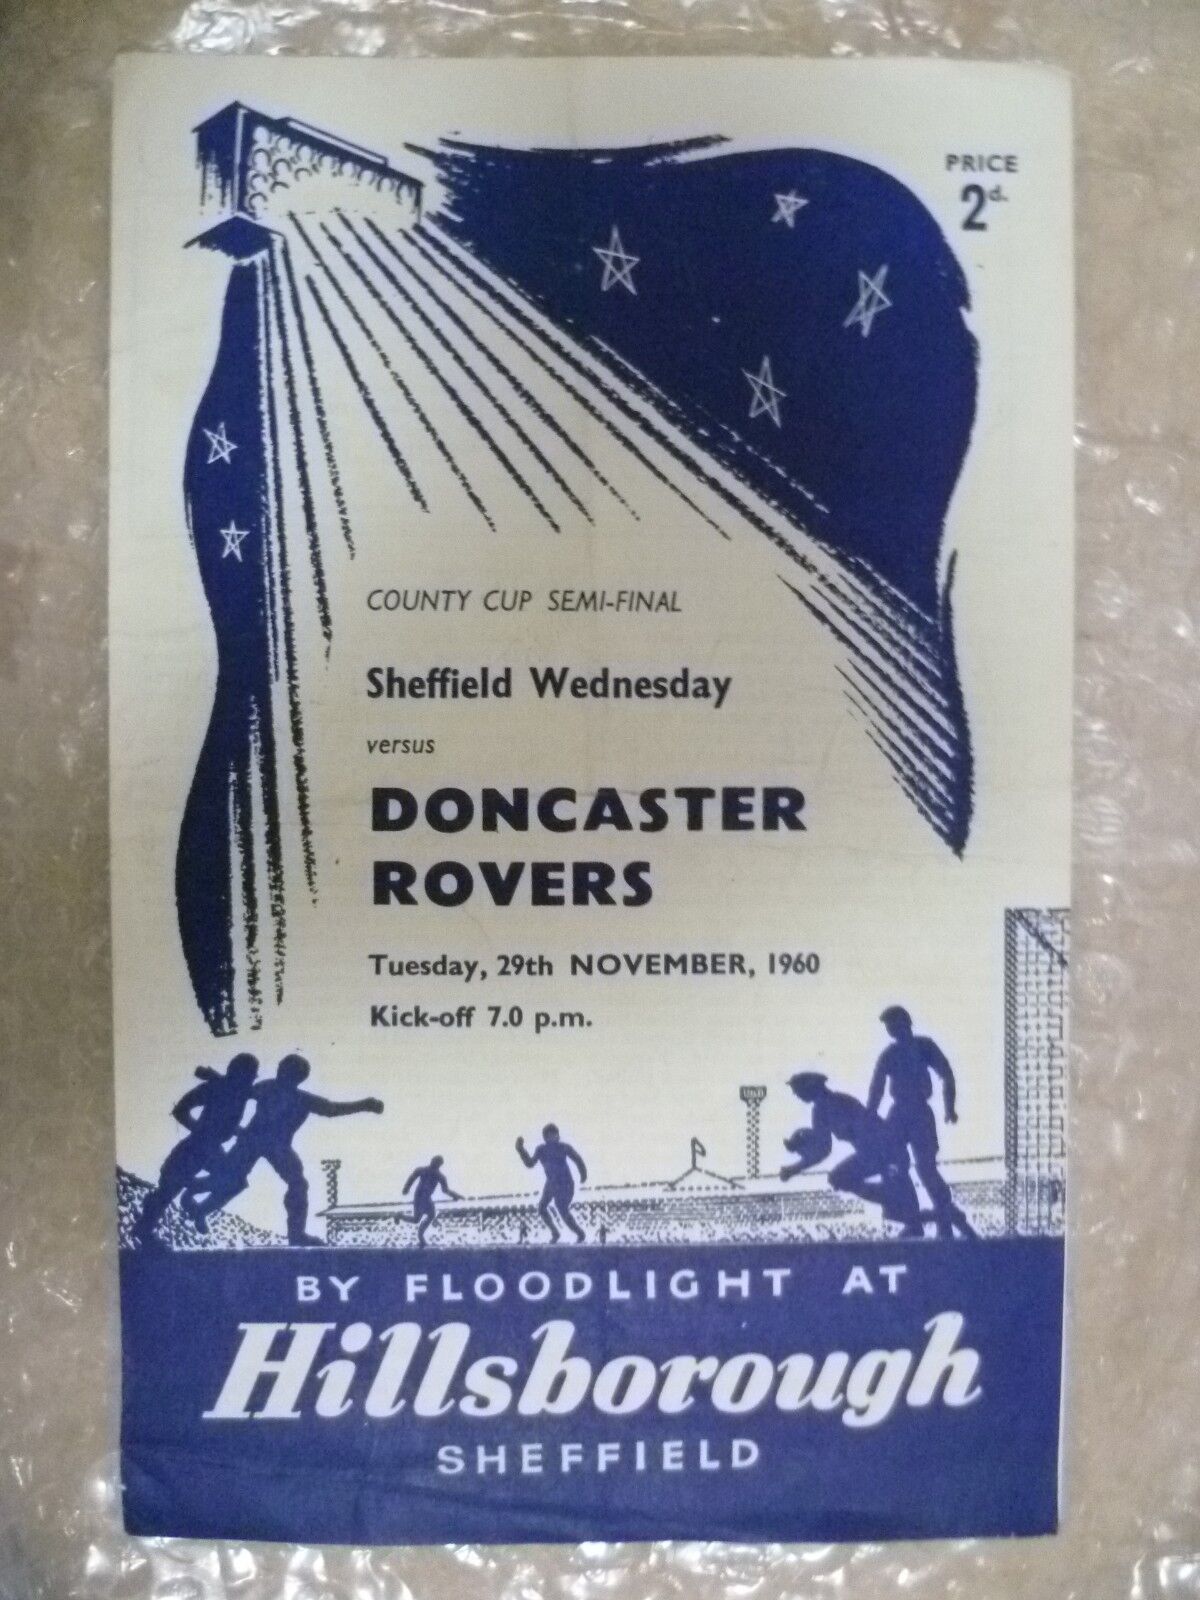 PRICE
2d.
COUNTY CUP SEMI-FINAL
Sheffield Wednesday
versus
DONCASTER
ROVERS
Tuesday, 29th NOVEMBER, 1960
Kick-off 7.0 p.m.
BY FLOODLIGHT AT
Hillsborough
SHEFFIELD